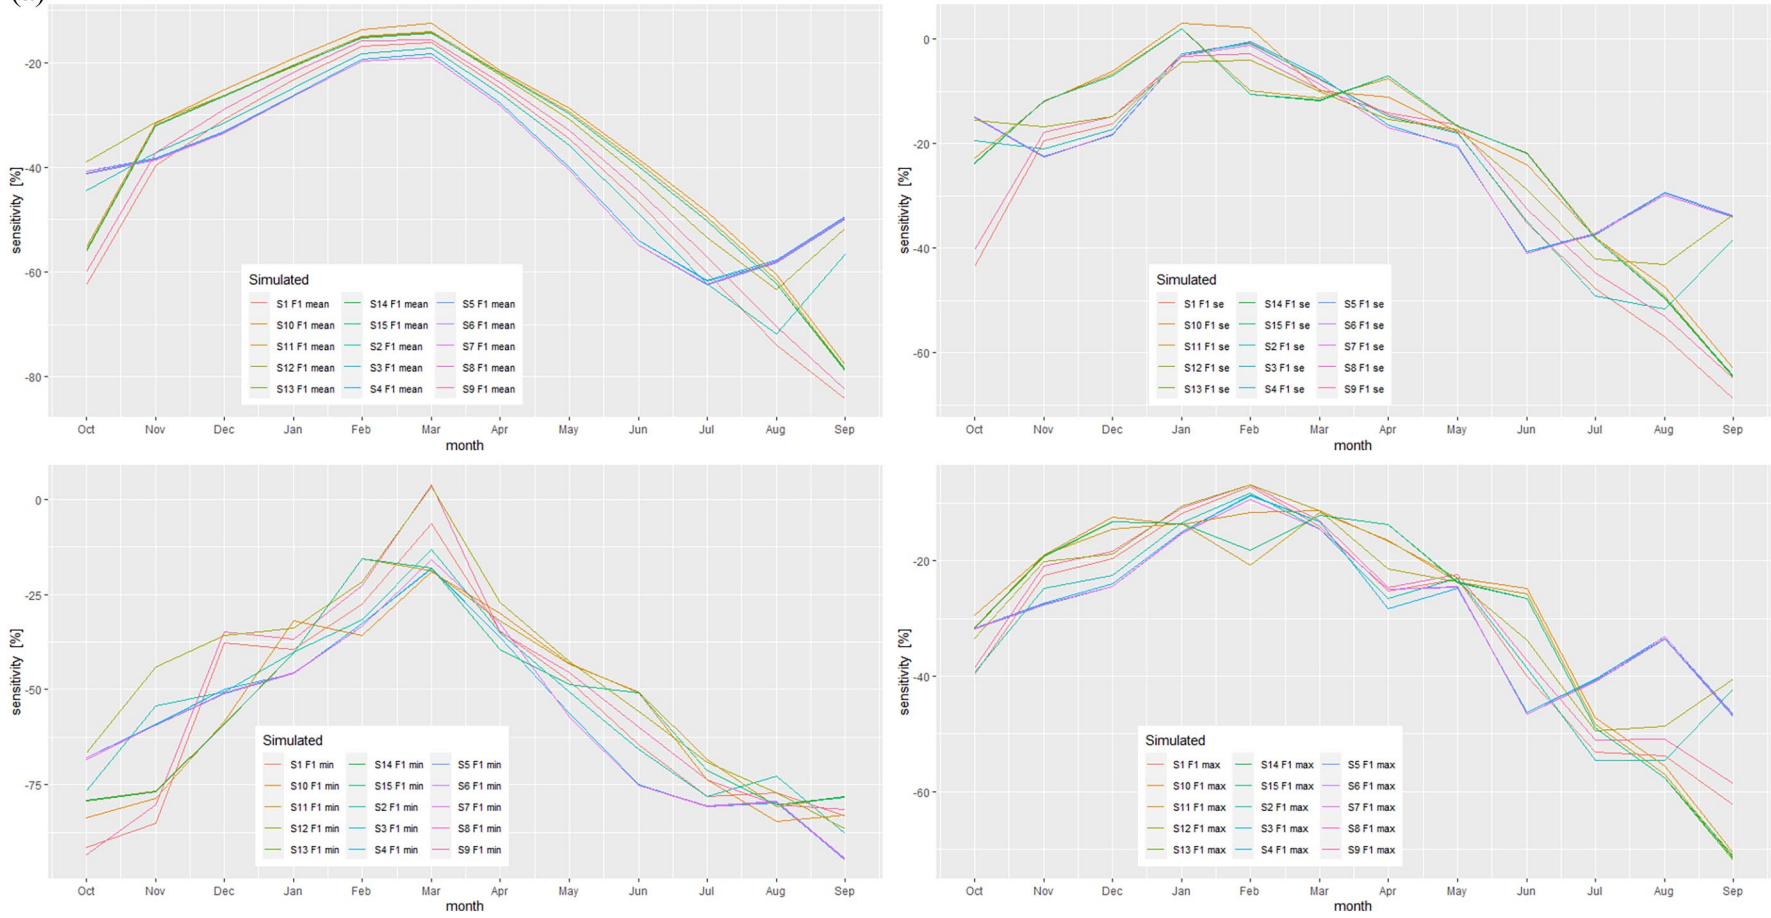 (a)
-20
-40
-60
-80
sensitivity [%]
Simulated
S1 F1 mean S14 F1 mean S5 F1 mean
S10 F1 mean S15 F1 mean S6 F1 mean
S11 F1 mean S2 F1 mean S7 F1 mean
S12 F1 mean S3 F1 mean S8 F1 mean
S13 F1 mean S4 F1 mean S9 F1 mean
Oct Nov Dec Jan Feb Mar Apr May Jun Jul Aug Sep
month
0
-20
-40
-60
sensitivity [%]
Simulated
S1 F1 se S14 F1 se S5 F1 se
S10 F1 se S15 F1 se S6 F1 se
S11 F1 se S2 F1 se S7 F1 se
S12 F1 se S3 F1 se S8 F1 se
S13 F1 se S4 F1 se S9 F1 se
Oct Nov Dec Jan Feb Mar Apr May Jun Jul Aug Sep
month
0
-25
-50
-75
sensitivity [%]
Simulated
S1 F1 min S14 F1 min S5 F1 min
S10 F1 min S15 F1 min S6 F1 min
S11 F1 min S2 F1 min S7 F1 min
S12 F1 min S3 F1 min S8 F1 min
S13 F1 min S4 F1 min S9 F1 min
Oct Nov Dec Jan Feb Mar Apr May Jun Jul Aug Sep
month
-20
-40
-60
sensitivity [%]
Simulated
S1 F1 max S14 F1 max S5 F1 max
S10 F1 max S15 F1 max S6 F1 max
S11 F1 max S2 F1 max S7 F1 max
S12 F1 max S3 F1 max S8 F1 max
S13 F1 max S4 F1 max S9 F1 max
Oct Nov Dec Jan Feb Mar Apr May Jun Jul Aug Sep
month